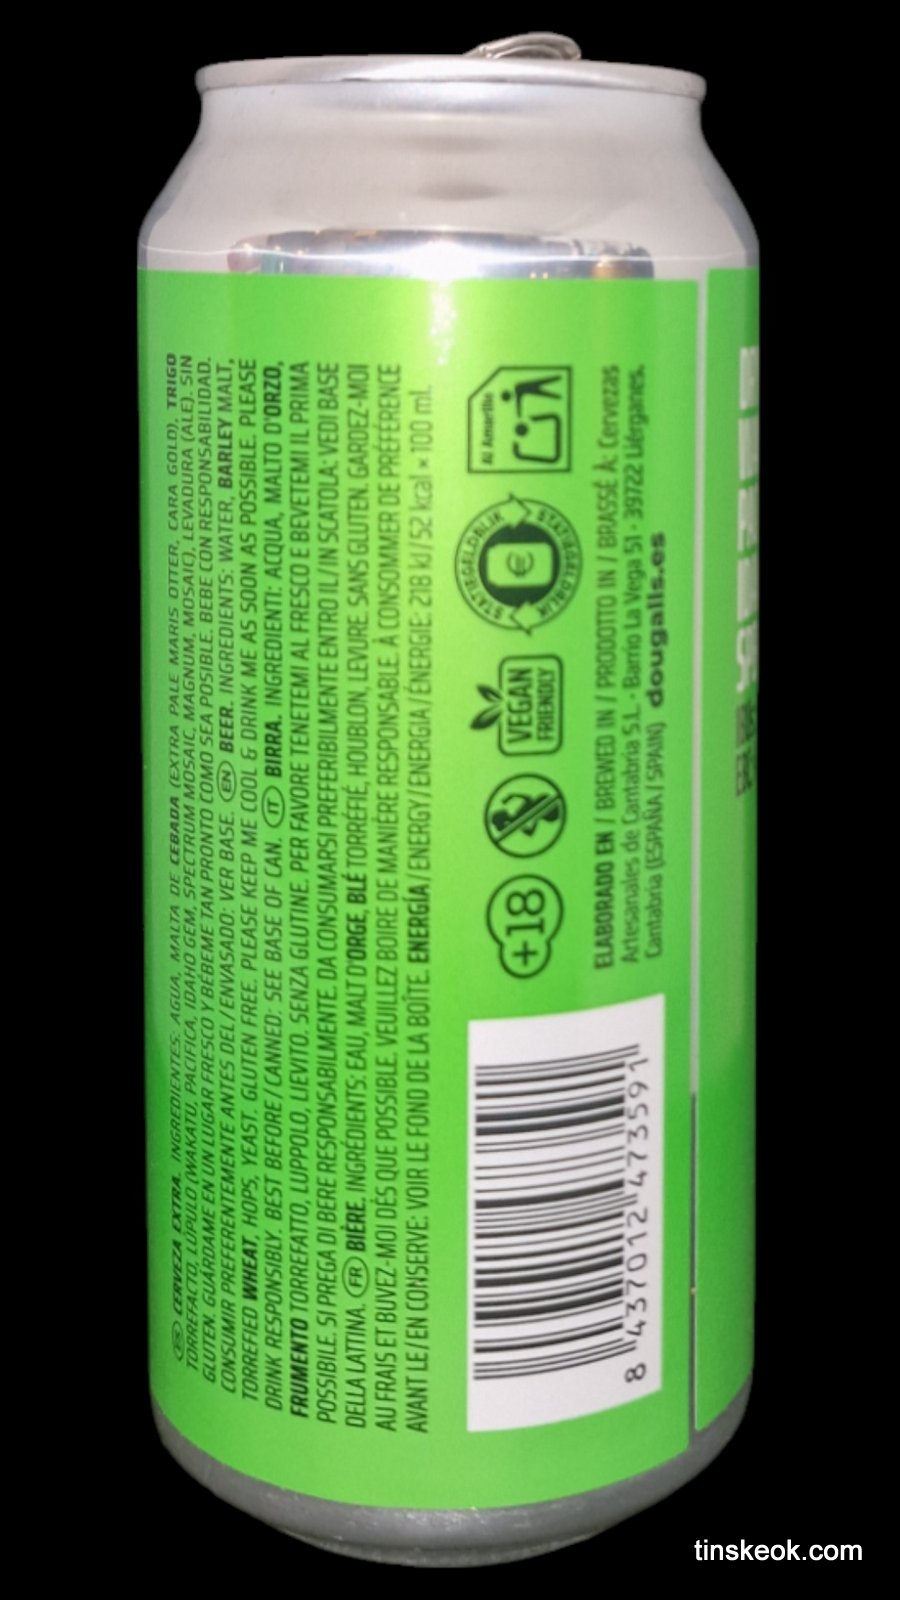 ES CERVEZA EXTRA. INGREDIENTES: AGUA, MALTA DE CEBADA (EXTRA PALE MARIS OTTER, CARA GOLD), TRIGO
TORREFACTO, LÚPULO (WAKATU, PACIFICA, IDAHO GEM, SPECTRUM MOSAIC, MAGNUM, MOSAIC), LEVADURA (ALE). SIN
GLUTEN. GUÁRDAME EN UN LUGAR FRESCO Y BÉBEME TAN PRONTO COMO SEA POSIBLE. BEBE CON RESPONSABILIDAD.
CONSUMIR PREFERENTEMENTE ANTES DEL / ENVASADO: VER BASE. EN BEER. INGREDIENTS: WATER, BARLEY MALT,
TORREFIED WHEAT, HOPS, YEAST. GLUTEN FREE. PLEASE KEEP ME COOL & DRINK ME AS SOON AS POSSIBLE. PLEASE
DRINK RESPONSIBLY. BEST BEFORE / CANNED: SEE BASE OF CAN. IT BIRRA. INGREDIENTI: ACQUA, MALTO D'ORZO,
FRUMENTO TORREFATTO, LUPPOLO, LIEVITO. SENZA GLUTINE. PER FAVORE TENETEMI AL FRESCO E BEVETEMI IL PRIMA
POSSIBILE. SI PREGA DI BERE RESPONSABILMENTE. DA CONSUMARSI PREFERIBILMENTE ENTRO IL / IN SCATOLA: VEDI BASE
DELLA LATTINA. FR BIÈRE. INGRÉDIENTS: EAU, MALT D'ORGE, BLÉ TORRÉFIÉ, HOUBLON, LEVURE. SANS GLUTEN. GARDEZ-MOI
AU FRAIS ET BUVEZ-MOI DÈS QUE POSSIBLE. VEUILLEZ BOIRE DE MANIÈRE RESPONSABLE. À CONSOMMER DE PRÉFÉRENCE
AVANT LE / EN CONSERVE: VOIR LE FOND DE LA BOÎTE. ENERGÍA / ENERGY / ENERGIA / ÉNERGIE: 218 kJ / 52 kcal × 100 ml.
+18
VEGAN
FRIENDLY
STATIEGELDBLIK
STATIEGELDBLIK
€
Al Amarillo
ELABORADO EN / BREWED IN / PRODOTTO IN / BRASSÉ À: Cervezas
Artesanales de Cantabria S.L. - Barrio La Vega 51 - 39722 Liérganes.
Cantabria (ESPAÑA / SPAIN) dougalls.es
8 437012 473591
tinskeok.com